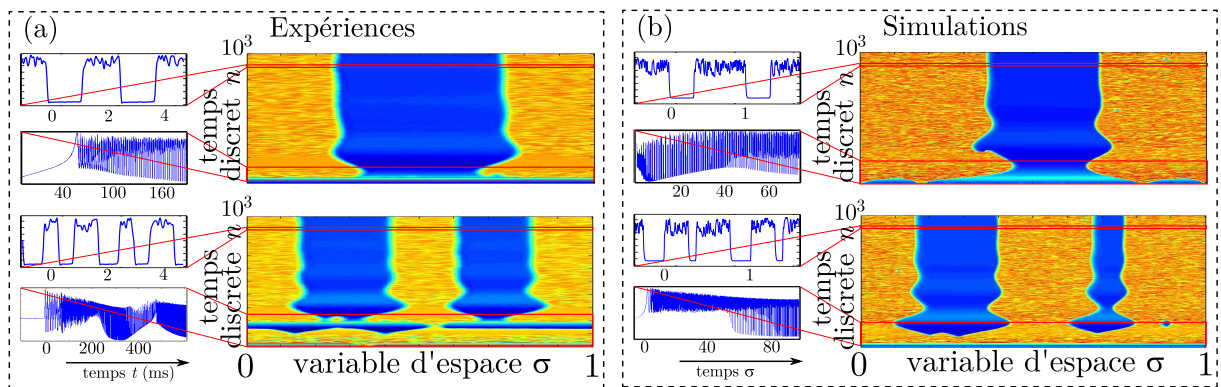 (a) Expériences
10³
n
temps
discret
0 2 4
40 100 160
10³
n
temps
discrete
0 2 4
0 200 400
temps t (ms)
0 variable d'espace σ 1
(b) Simulations
10³
n
temps
discret
0 1
20 40 60
10³
n
temps
discrete
0 1
0 40 80
temps σ
0 variable d'espace σ 1